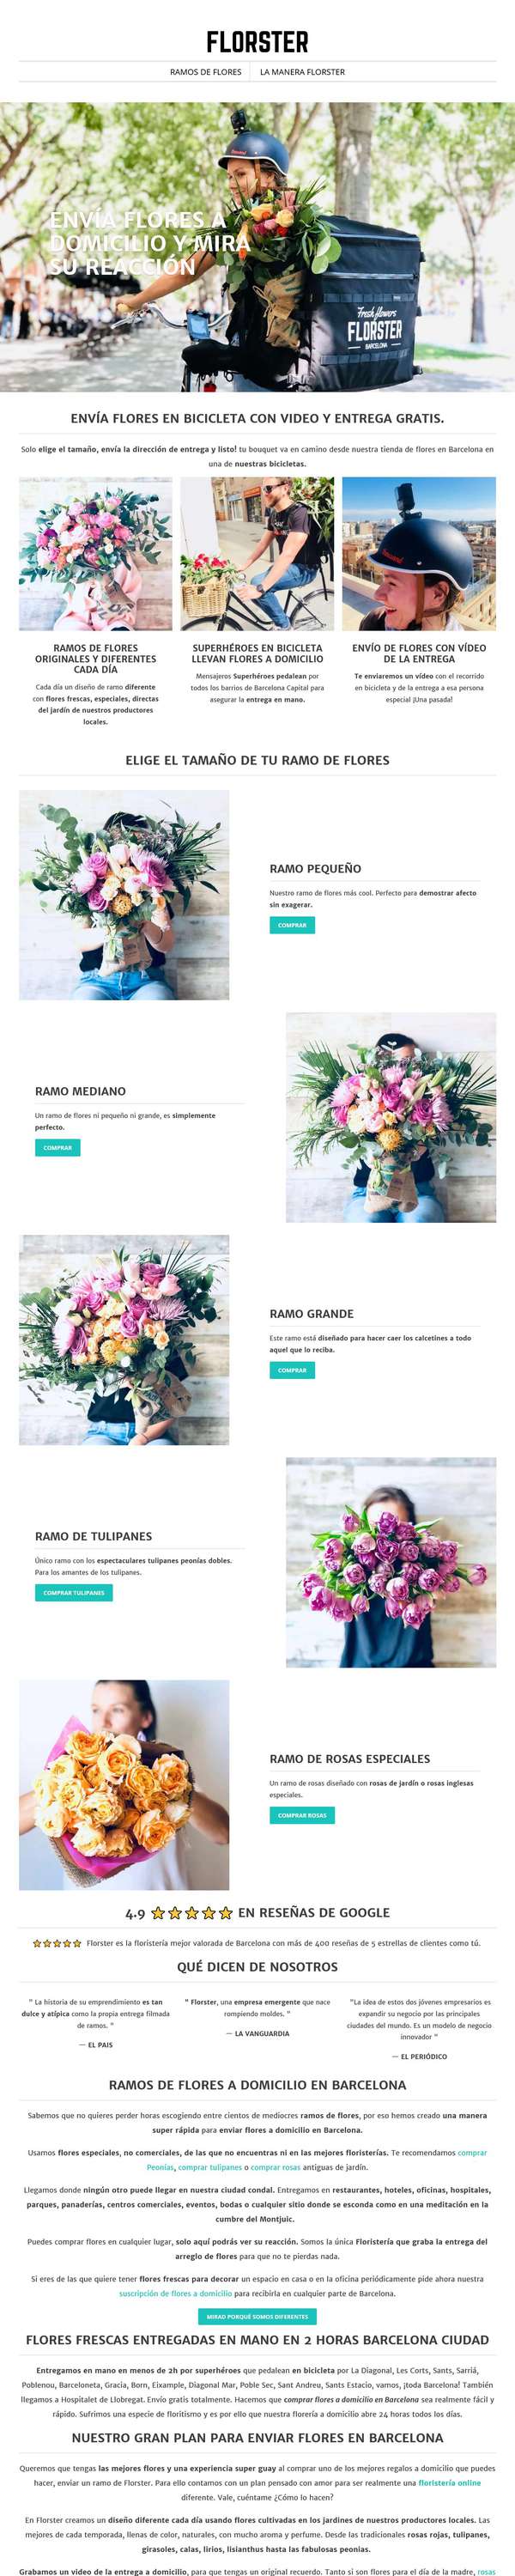 FLORSTER
RAMOS DE FLORES
LA MANERA FLORSTER
ENVÍA FLORES A
DOMICILIO Y MIRA
SU REACCIÓN
Fresh flowers
FLORSTER
BARCELONA
ENVÍA FLORES EN BICICLETA CON VIDEO Y ENTREGA GRATIS.
Solo elige el tamaño, envía la dirección de entrega y listo! tu bouquet va en camino desde nuestra tienda de flores en Barcelona en
una de nuestras bicicletas.
RAMOS DE FLORES
ORIGINALES Y DIFERENTES
CADA DÍA
Cada día un diseño de ramo diferente
con flores frescas, especiales, directas
del jardín de nuestros productores
locales.
SUPERHÉROES EN BICICLETA
LLEVAN FLORES A DOMICILIO
Mensajeros Superhéroes pedalean por
todos los barrios de Barcelona Capital para
asegurar la entrega en mano.
ENVÍO DE FLORES CON VÍDEO
DE LA ENTREGA
Te enviaremos un vídeo con el recorrido
en bicicleta y de la entrega a esa persona
especial ¡Una pasada!
ELIGE EL TAMAÑO DE TU RAMO DE FLORES
RAMO PEQUEÑO
Nuestro ramo de flores más cool. Perfecto para demostrar afecto
sin exagerar.
COMPRAR
RAMO MEDIANO
Un ramo de flores ni pequeño ni grande, es simplemente
perfecto.
COMPRAR
RAMO GRANDE
Este ramo está diseñado para hacer caer los calcetines a todo
aquel que lo reciba.
COMPRAR
RAMO DE TULIPANES
Único ramo con los espectaculares tulipanes peonías dobles.
Para los amantes de los tulipanes.
COMPRAR TULIPANES
RAMO DE ROSAS ESPECIALES
Un ramo de rosas diseñado con rosas de jardín o rosas inglesas
especiales.
COMPRAR ROSAS
4.9 ⭐⭐⭐⭐⭐ EN RESEÑAS DE GOOGLE
⭐⭐⭐⭐⭐ Florster es la floristería mejor valorada de Barcelona con más de 400 reseñas de 5 estrellas de clientes como tú.
QUÉ DICEN DE NOSOTROS
" La historia de su emprendimiento es tan
dulce y atípica como la propia entrega filmada
de ramos. "
— EL PAIS
" Florster, una empresa emergente que nace
rompiendo moldes. "
— LA VANGUARDIA
"La idea de estos dos jóvenes empresarios es
expandir su negocio por las principales
ciudades del mundo. Es un modelo de negocio
innovador "
— EL PERIÓDICO
RAMOS DE FLORES A DOMICILIO EN BARCELONA
Sabemos que no quieres perder horas escogiendo entre cientos de mediocres ramos de flores, por eso hemos creado una manera
super rápida para enviar flores a domicilio en Barcelona.
Usamos flores especiales, no comerciales, de las que no encuentras ni en las mejores floristerías. Te recomendamos comprar
Peonías, comprar tulipanes o comprar rosas antiguas de jardín.
Llegamos donde ningún otro puede llegar en nuestra ciudad condal. Entregamos en restaurantes, hoteles, oficinas, hospitales,
parques, panaderías, centros comerciales, eventos, bodas o cualquier sitio donde se esconda como en una meditación en la
cumbre del Montjuic.
Puedes comprar flores en cualquier lugar, solo aquí podrás ver su reacción. Somos la única Floristería que graba la entrega del
arreglo de flores para que no te pierdas nada.
Si eres de las que quiere tener flores frescas para decorar un espacio en casa o en la oficina periódicamente pide ahora nuestra
suscripción de flores a domicilio para recibirla en cualquier parte de Barcelona.
MIRAD PORQUÉ SOMOS DIFERENTES
FLORES FRESCAS ENTREGADAS EN MANO EN 2 HORAS BARCELONA CIUDAD
Entregamos en mano en menos de 2h por superhéroes que pedalean en bicicleta por La Diagonal, Les Corts, Sants, Sarriá,
Poblenou, Barceloneta, Gracia, Born, Eixample, Diagonal Mar, Poble Sec, Sant Andreu, Sants Estacio, vamos, ¡toda Barcelona! También
llegamos a Hospitalet de Llobregat. Envío gratis totalmente. Hacemos que comprar flores a domicilio en Barcelona sea realmente fácil y
rápido. Sufrimos una especie de floritismo y es por ello que nuestra florería a domicilio abre 24 horas todos los días.
NUESTRO GRAN PLAN PARA ENVIAR FLORES EN BARCELONA
Queremos que tengas las mejores flores y una experiencia super guay al comprar uno de los mejores regalos a domicilio que puedes
hacer, enviar un ramo de Florster. Para ello contamos con un plan pensado con amor para ser realmente una floristería online
diferente. Vale, cuéntame ¿Cómo lo hacen?
En Florster creamos un diseño diferente cada día usando flores cultivadas en los jardines de nuestros productores locales. Las
mejores de cada temporada, llenas de color, naturales, con mucho aroma y perfume. Desde las tradicionales rosas rojas, tulipanes,
girasoles, calas, lirios, lisianthus hasta las fabulosas peonias.
Grabamos un video de la entrega a domicilio, para que tengas un original recuerdo. Tanto si son flores para el día de la madre, rosas